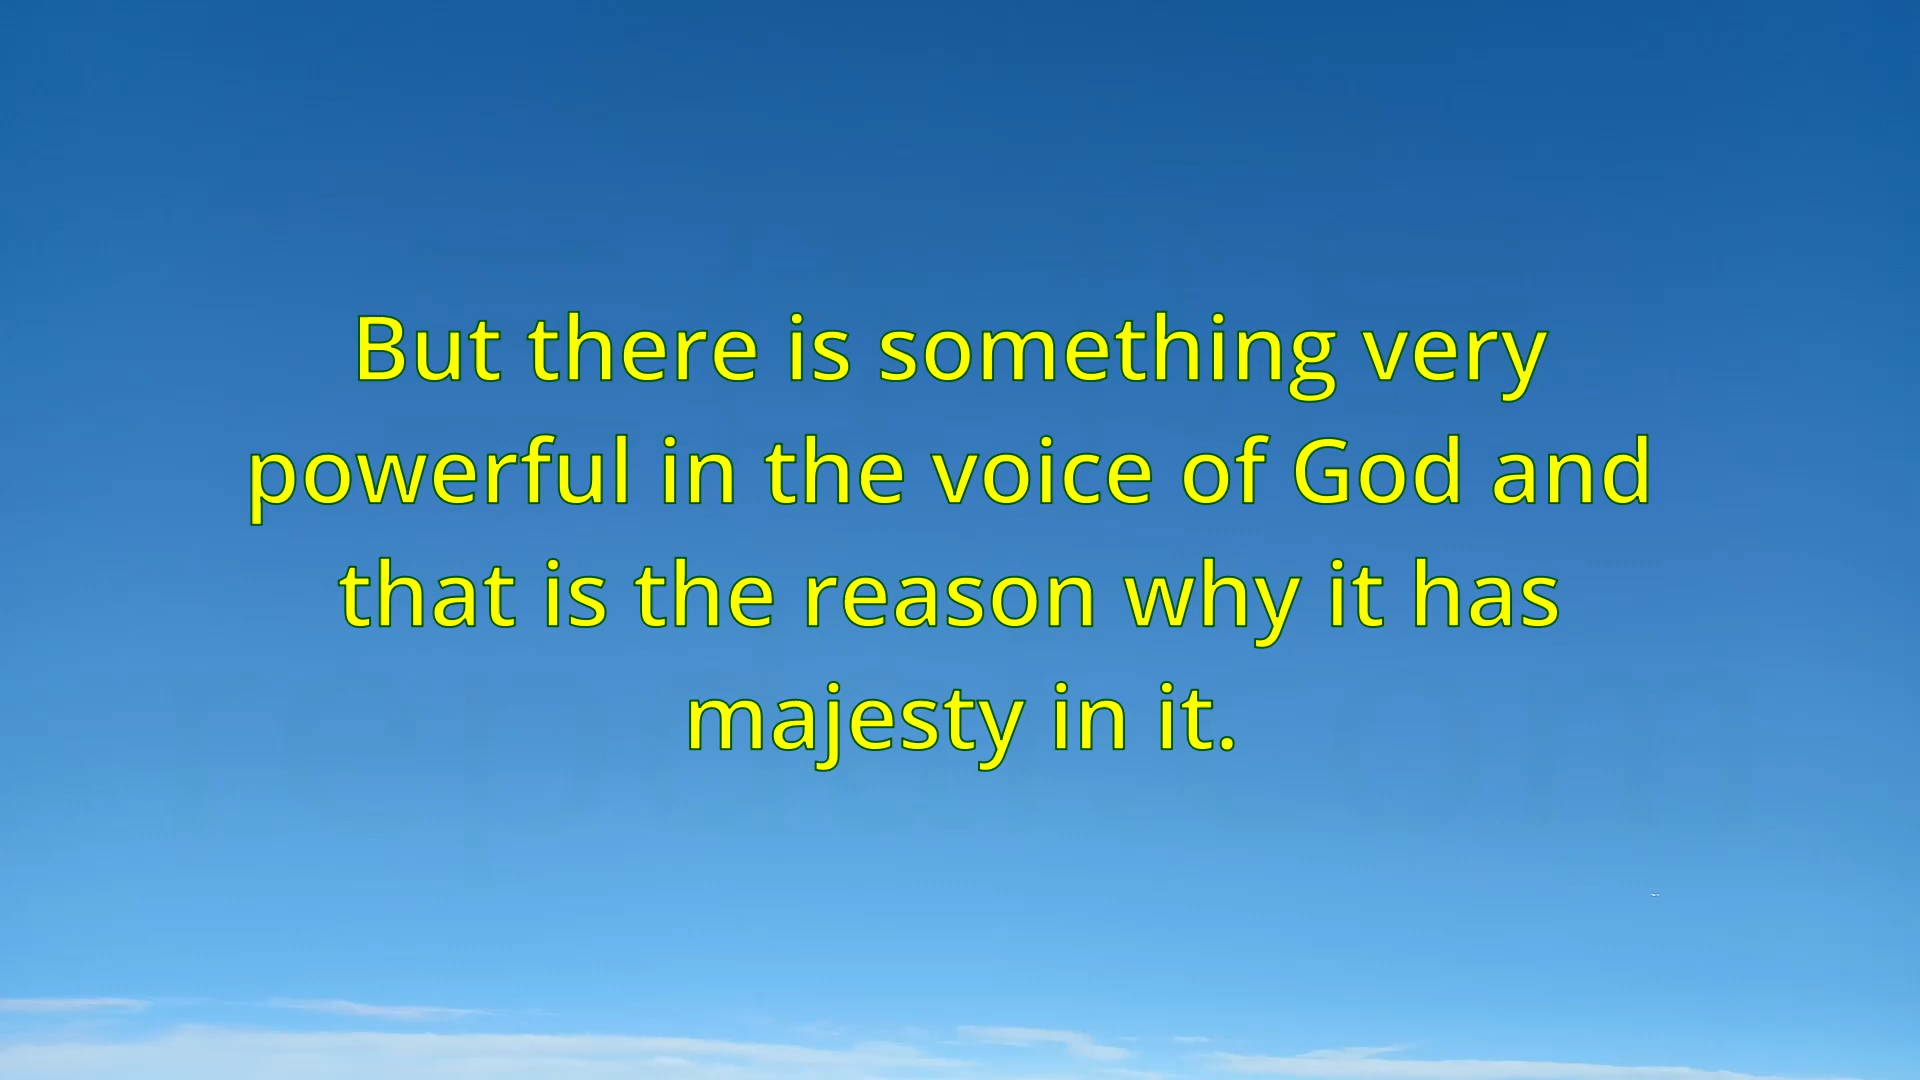 But there is something very
powerful in the voice of God and
that is the reason why it has
majesty in it.